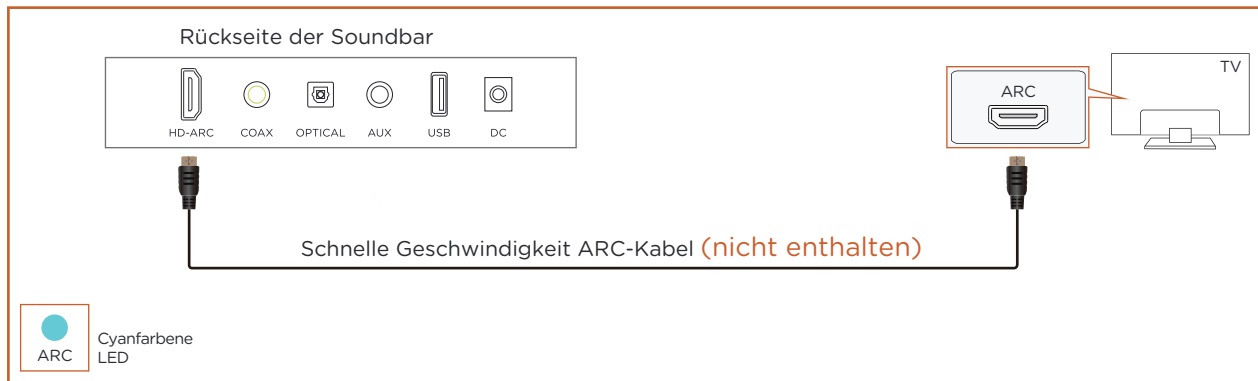 Rückseite der Soundbar
HD-ARC COAX OPTICAL AUX USB DC
ARC
TV
Schnelle Geschwindigkeit ARC-Kabel (nicht enthalten)
ARC
Cyanfarbene
LED